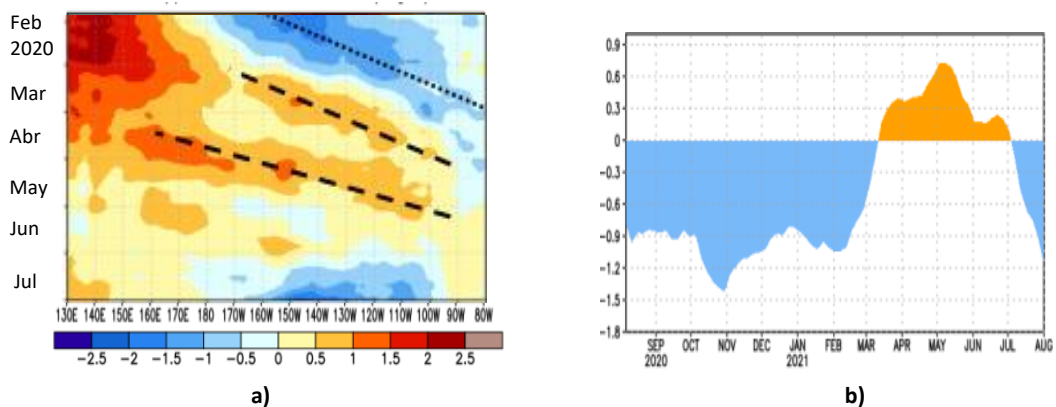 Feb
2020
Mar
Abr
May
Jun
Jul
130E 140E 150E 160E 170E 180 170W 160W 150W 140W 130W 120W 110W 100W 90W 80W
-2.5 -2 -1.5 -1 -0.5 0 0.5 1 1.5 2 2.5
a)
0.9
0.6
0.3
0
-0.3
-0.6
-0.9
-1.2
-1.5
-1.8
SEP OCT NOV DEC JAN FEB MAR APR MAY JUN JUL AUG
2020 2021
b)